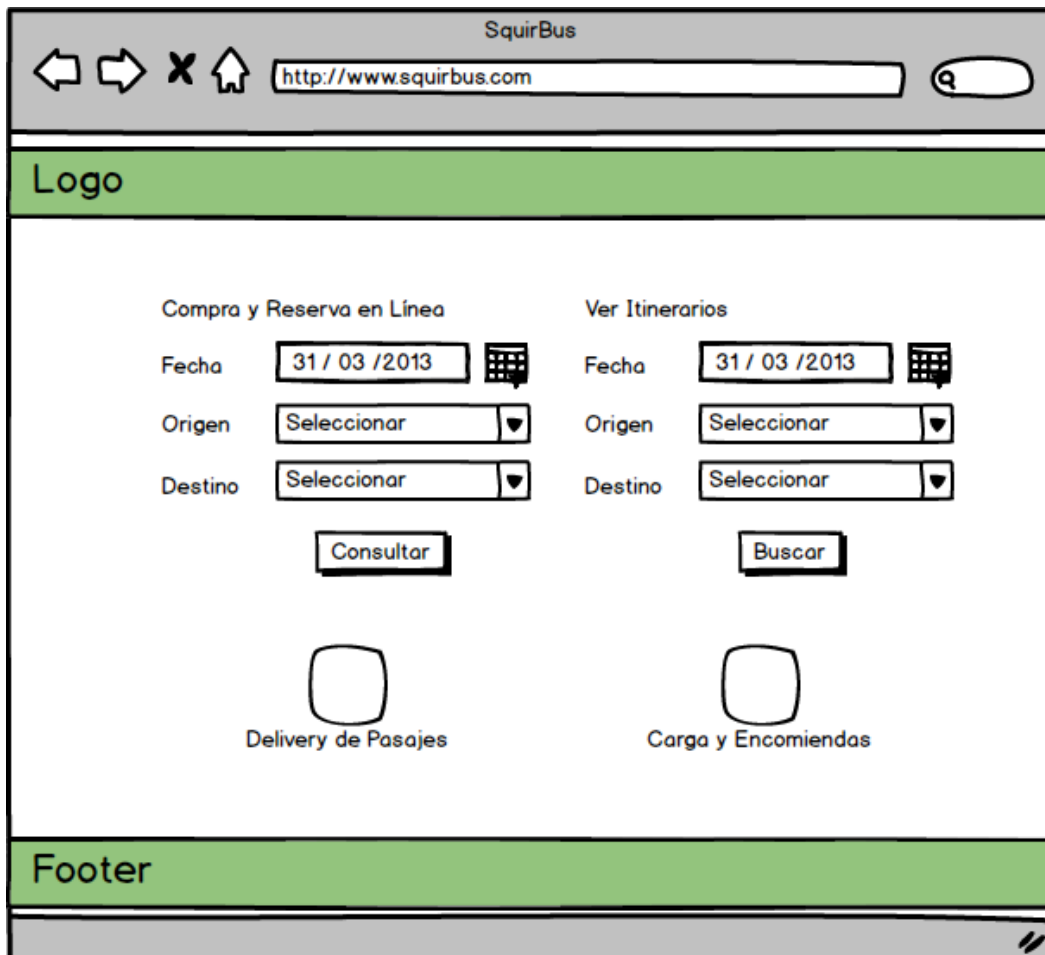 SquirBus
http://www.squirbus.com
Logo
Compra y Reserva en Línea
Fecha 31 / 03 /2013
Origen Seleccionar
Destino Seleccionar
Consultar
Ver Itinerarios
Fecha 31 / 03 /2013
Origen Seleccionar
Destino Seleccionar
Buscar
Delivery de Pasajes
Carga y Encomiendas
Footer